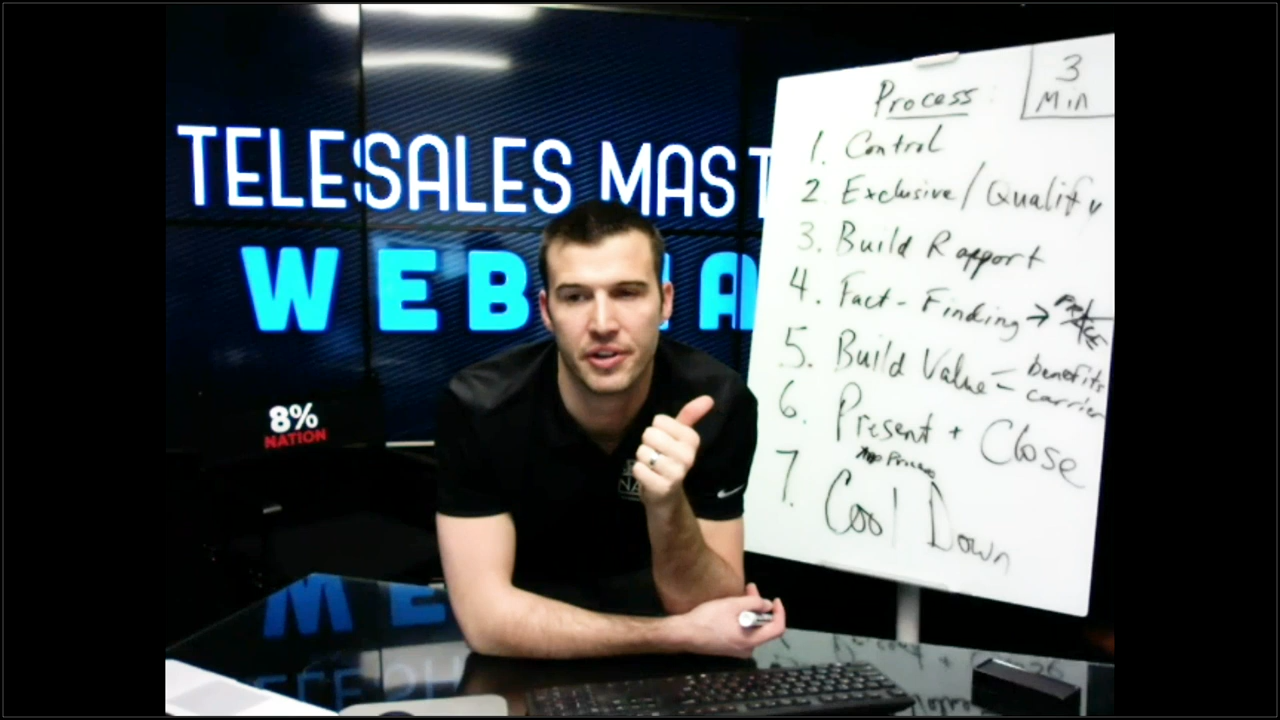 TELESALES MAST
WEB
A
8%
NATION
Process
3
Min
1. Control
2. Exclusive/Qualify
3. Build Rapport
4. Fact-Finding →
5. Build Value - benefits
- carrier
6. Present + Close
Process
7. Cool Down